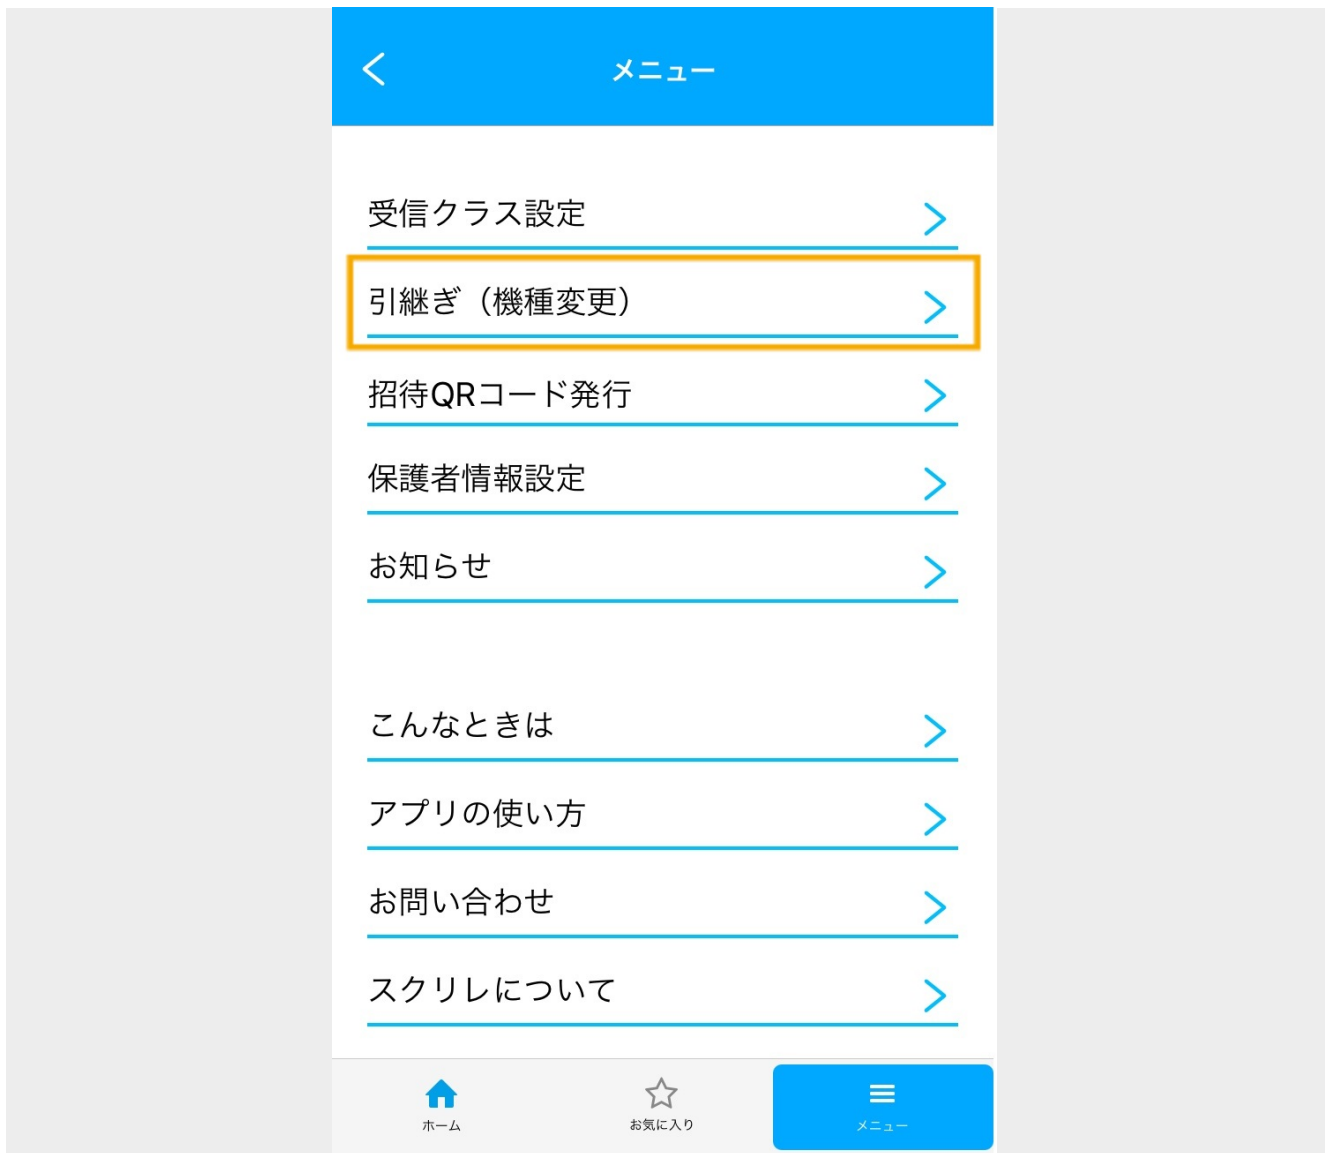 メニュー
受信クラス設定
引継ぎ（機種変更）
招待QRコード発行
保護者情報設定
お知らせ
こんなときは
アプリの使い方
お問い合わせ
スクリレについて
ホーム
お気に入り
メニュー